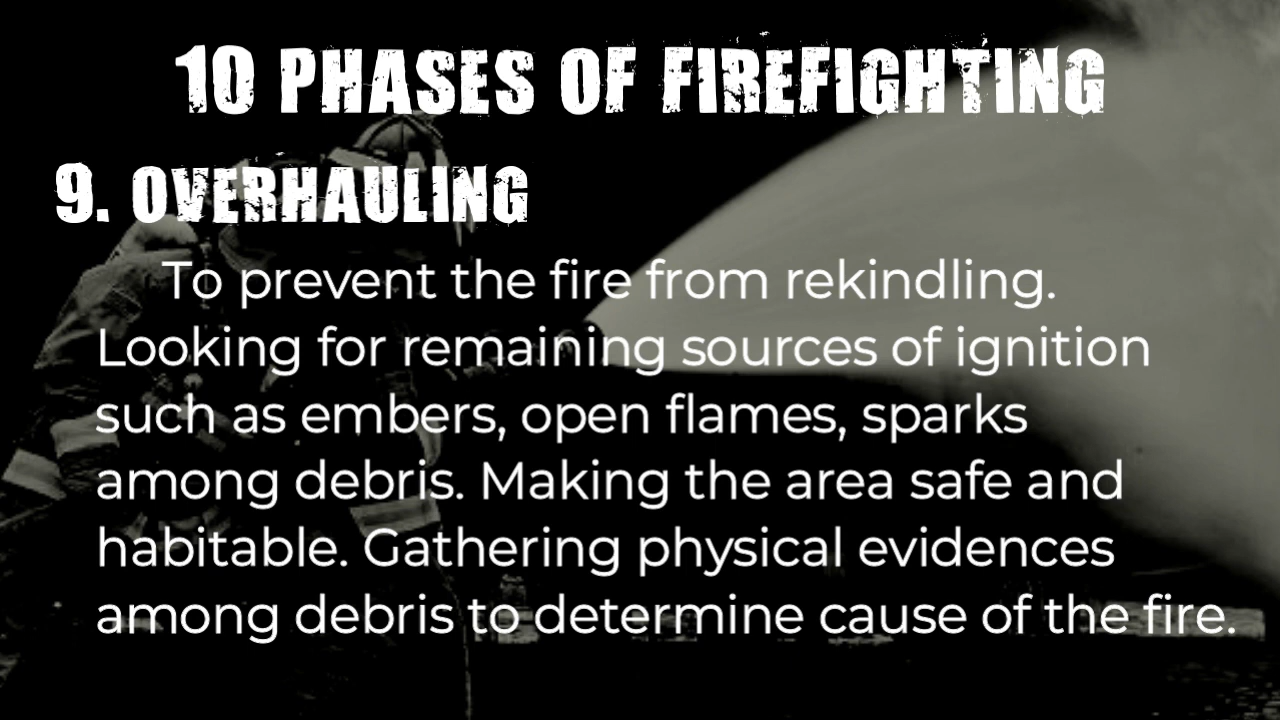 10 PHASES OF FIREFIGHTING
9. OVERHAULING
To prevent the fire from rekindling.
Looking for remaining sources of ignition
such as embers, open flames, sparks
among debris. Making the area safe and
habitable. Gathering physical evidences
among debris to determine cause of the fire.